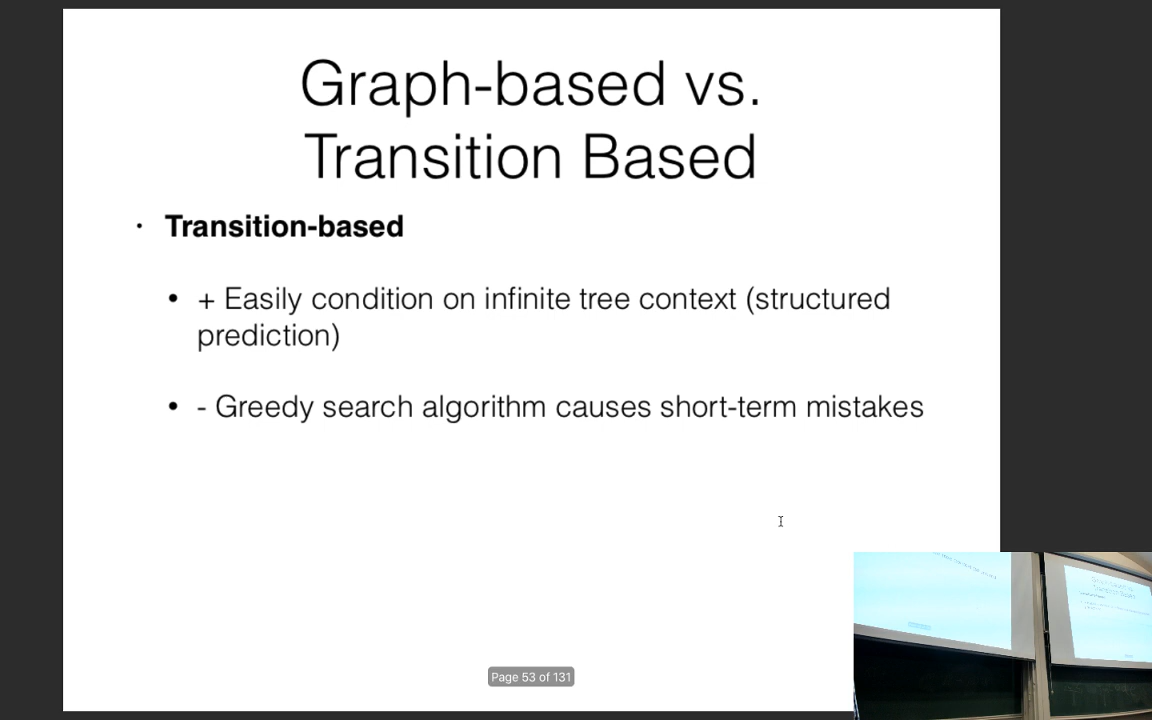 Graph-based vs.
Transition Based
· Transition-based
• + Easily condition on infinite tree context (structured
prediction)
• - Greedy search algorithm causes short-term mistakes
Page 53 of 131